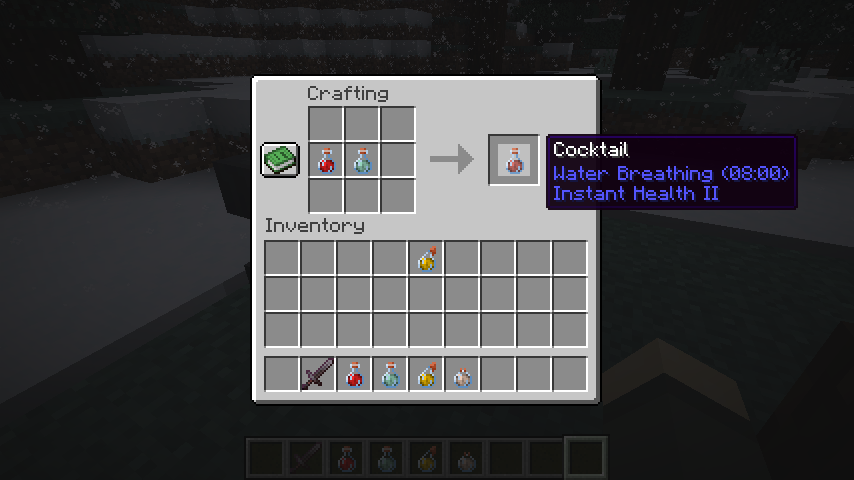 Crafting
Cocktail
Water Breathing (08:00)
Instant Health II
Inventory